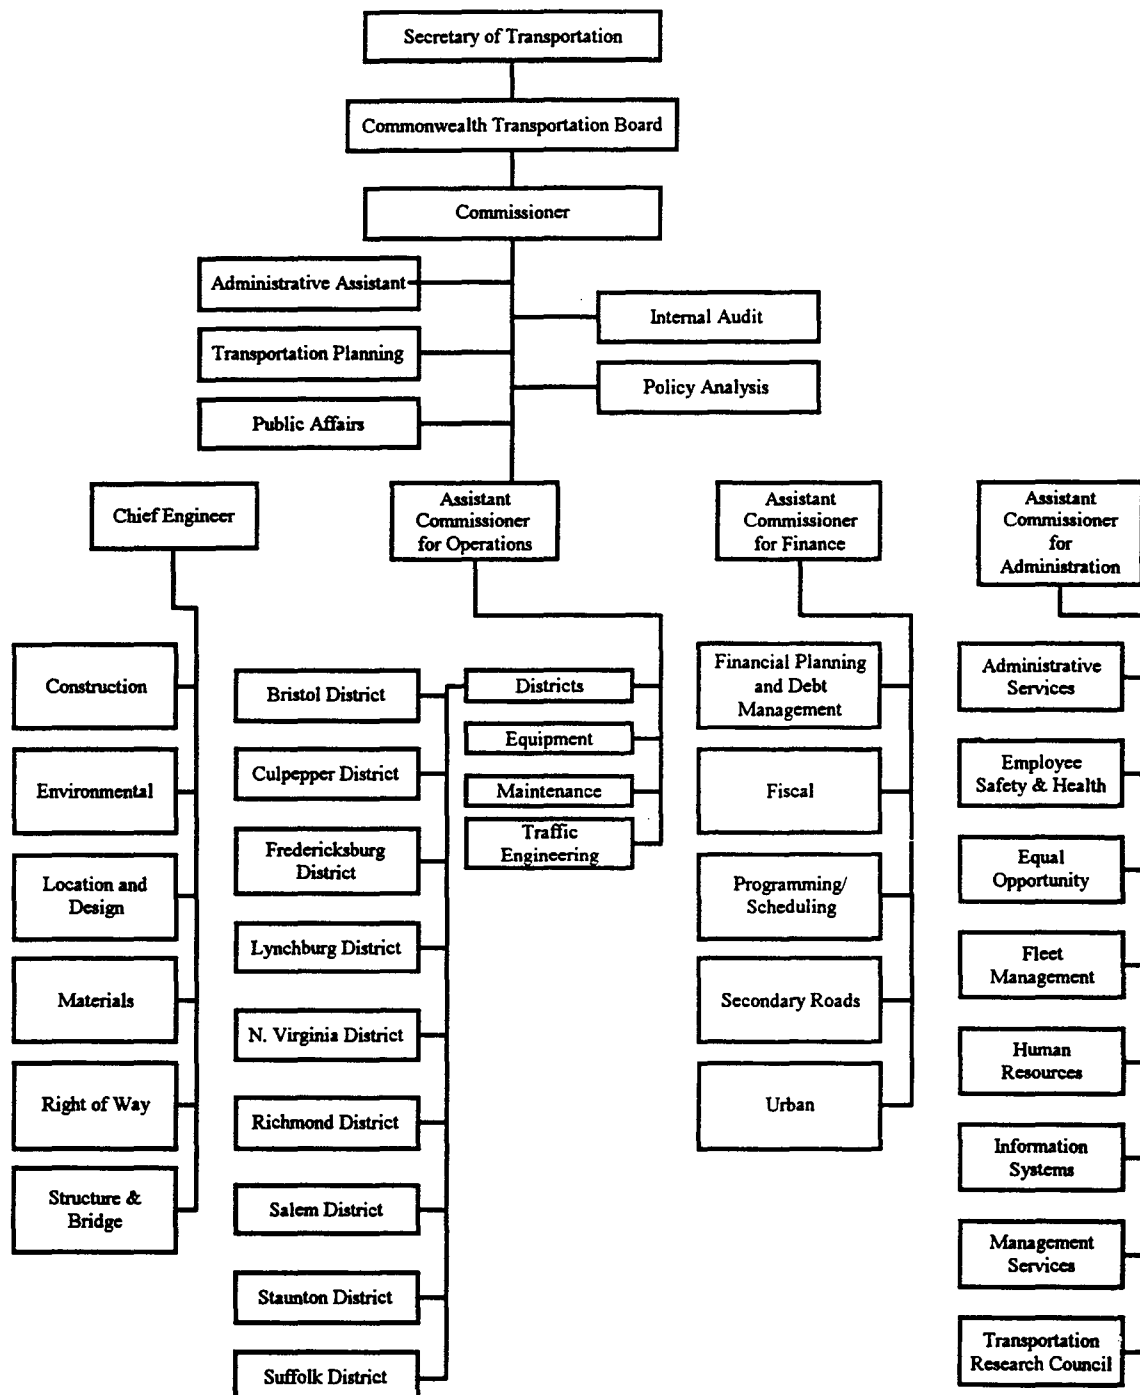 Secretary of Transportation
Commonwealth Transportation Board
Commissioner
Administrative Assistant
Internal Audit
Transportation Planning
Policy Analysis
Public Affairs
Chief Engineer
Assistant
Commissioner
for Operations
Assistant
Commissioner
for Finance
Assistant
Commissioner
for
Administration
Construction
Environmental
Location and
Design
Materials
Right of Way
Structure &
Bridge
Bristol District
Culpepper District
Fredericksburg
District
Lynchburg District
N. Virginia District
Richmond District
Salem District
Staunton District
Suffolk District
Districts
Equipment
Maintenance
Traffic
Engineering
Financial Planning
and Debt
Management
Fiscal
Programming/
Scheduling
Secondary Roads
Urban
Administrative
Services
Employee
Safety & Health
Equal
Opportunity
Fleet
Management
Human
Resources
Information
Systems
Management
Services
Transportation
Research Council